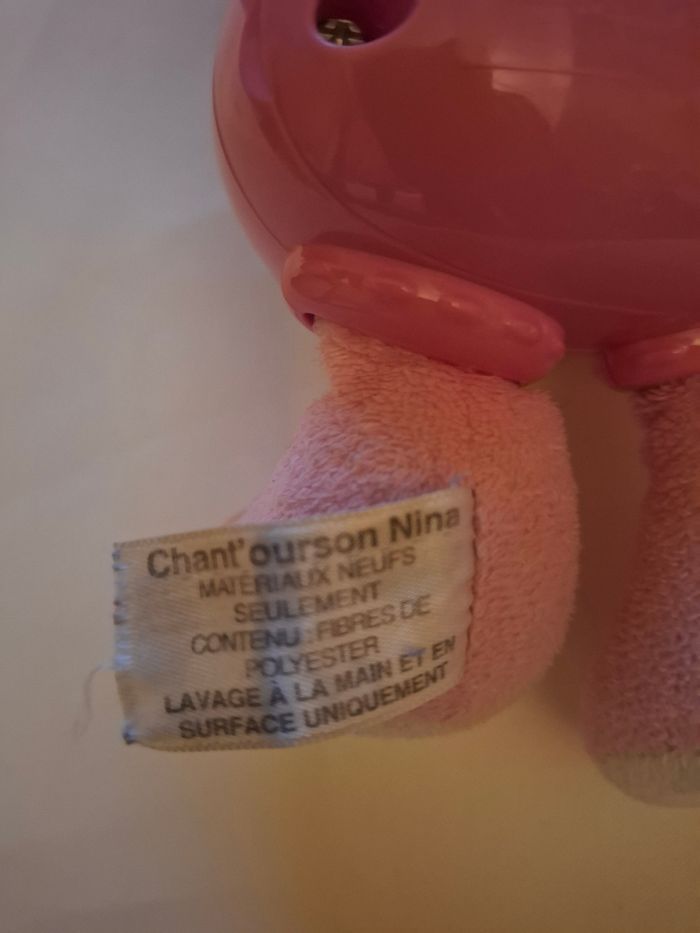 Chant'ourson Nina
MATÉRIAUX NEUFS
SEULEMENT
CONTENU : FIBRES DE
POLYESTER
LAVAGE À LA MAIN ET EN
SURFACE UNIQUEMENT